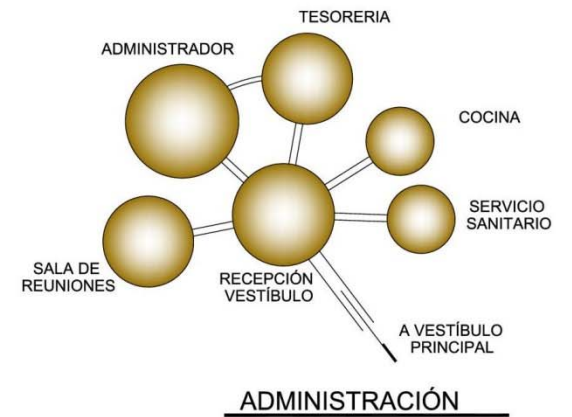 TESORERIA
ADMINISTRADOR
COCINA
SERVICIO
SANITARIO
SALA DE
REUNIONES
RECEPCIÓN
VESTÍBULO
A VESTÍBULO
PRINCIPAL
ADMINISTRACIÓN